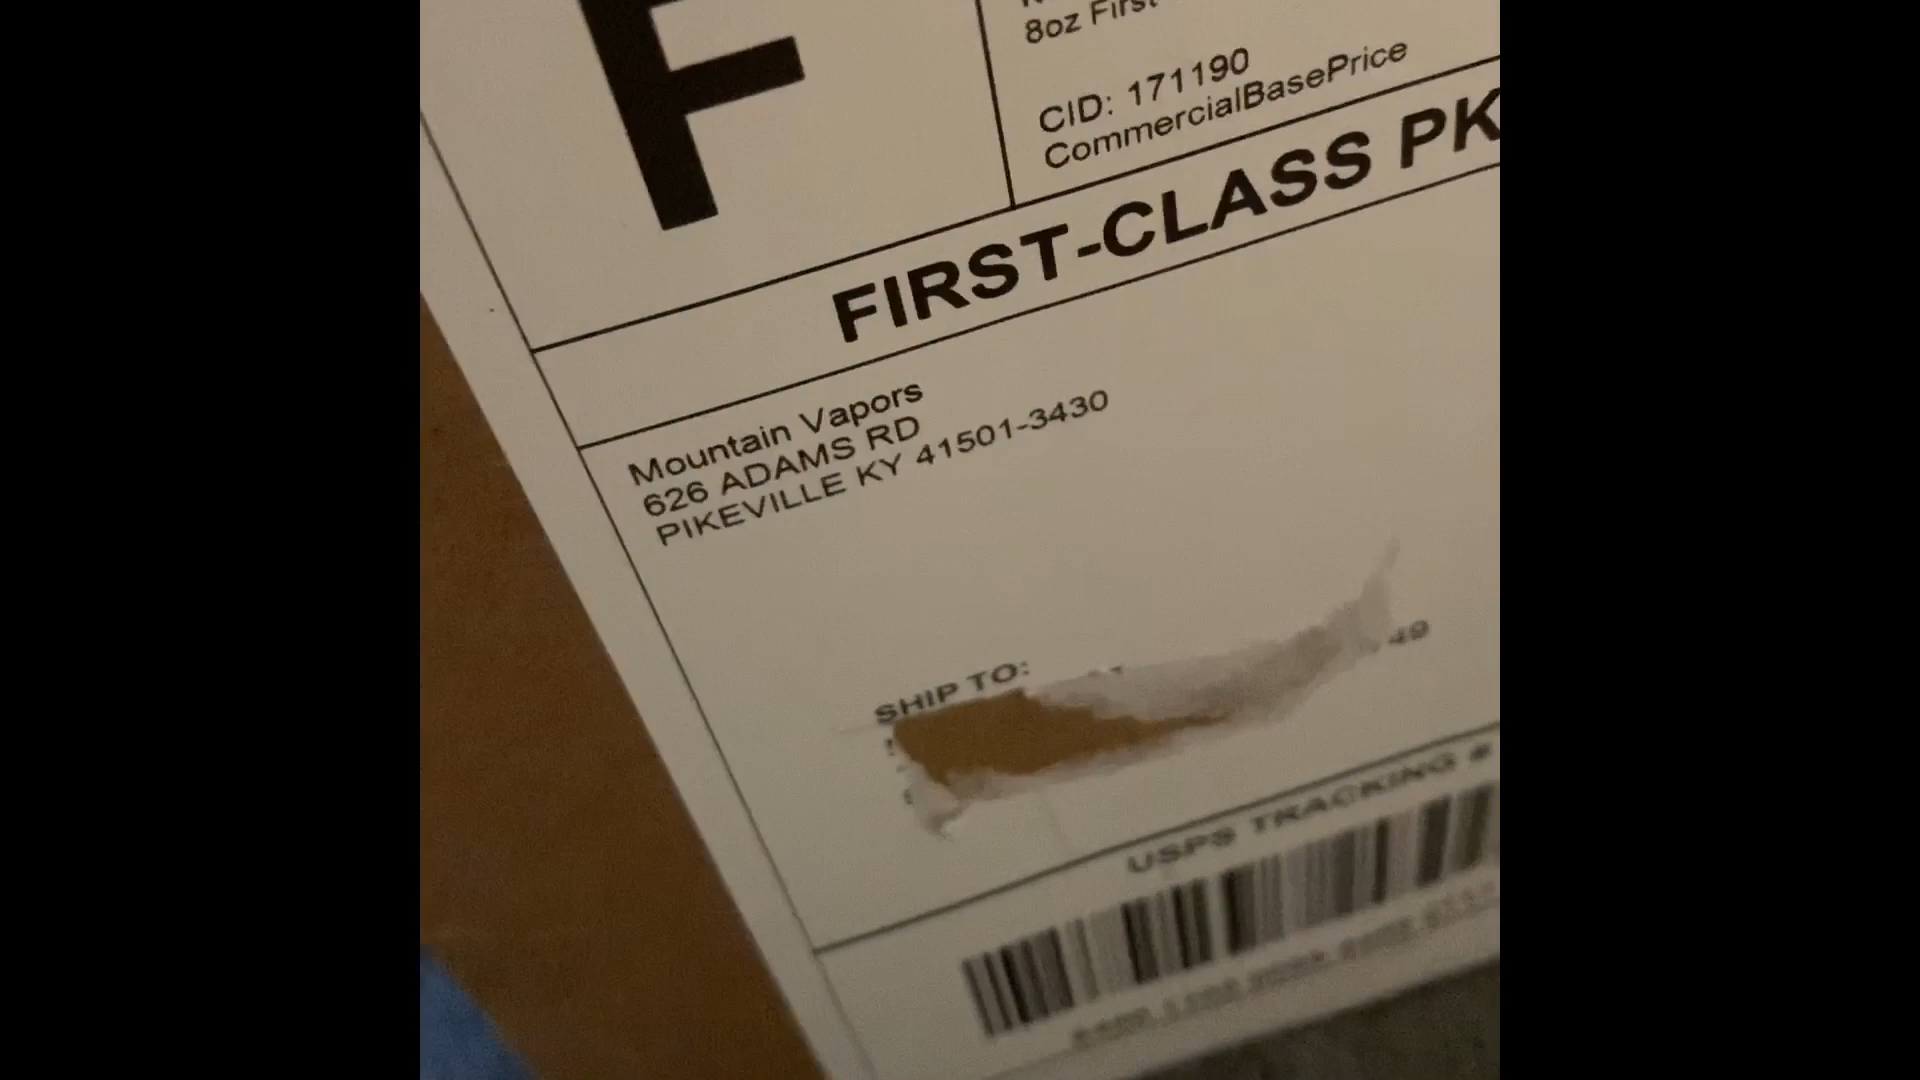 F
8oz First
CID: 171190
CommercialBasePrice
FIRST-CLASS PK
Mountain Vapors
626 ADAMS RD
PIKEVILLE KY 41501-3430
SHIP TO:
49
USPS TRACKING #